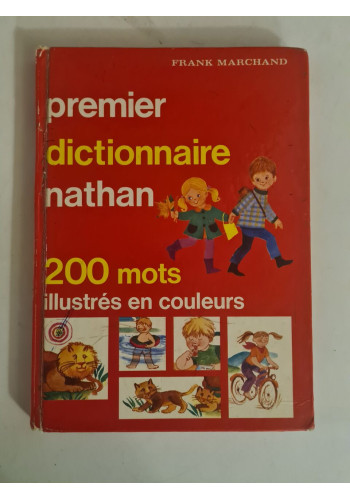 FRANK MARCHAND
premier
dictionnaire
nathan
200 mots
illustrés en couleurs